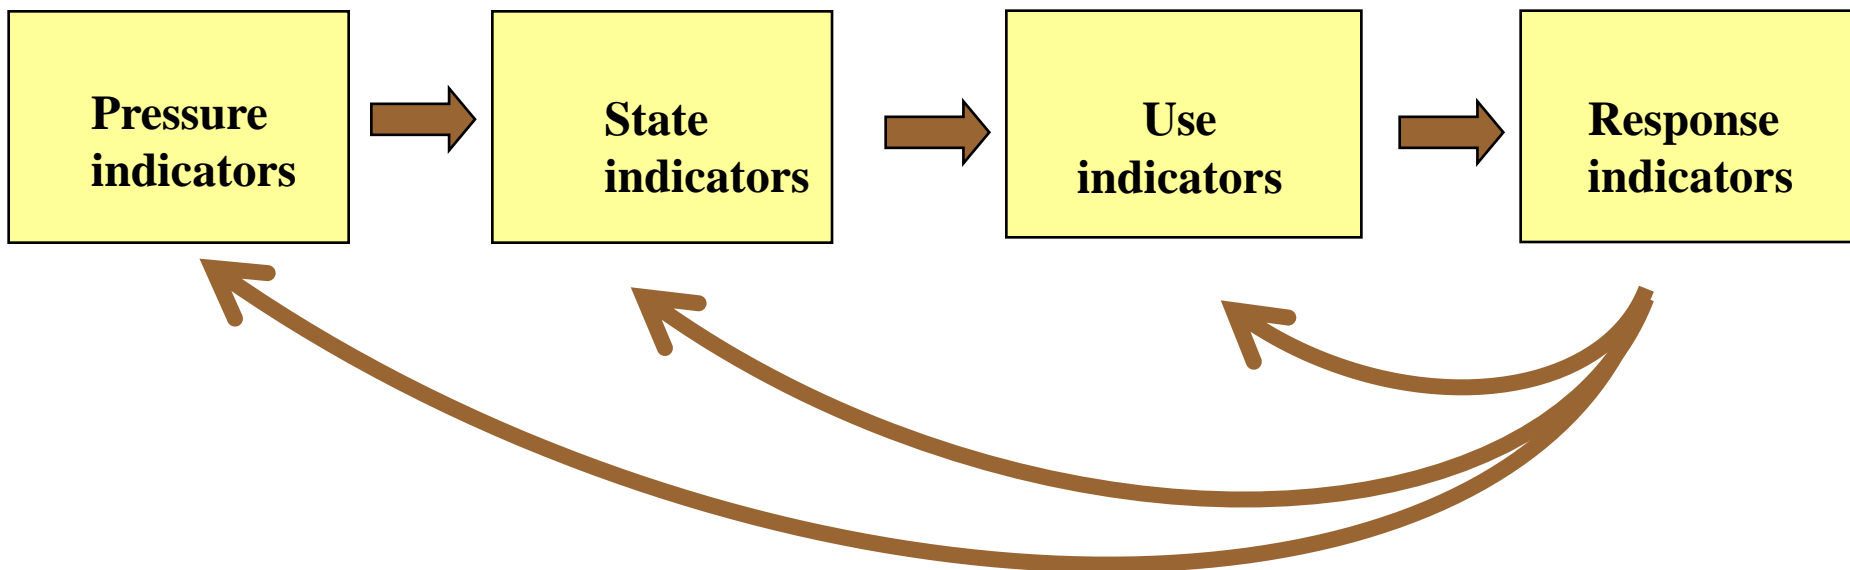 Pressure
indicators
State
indicators
Use
indicators
Response
indicators